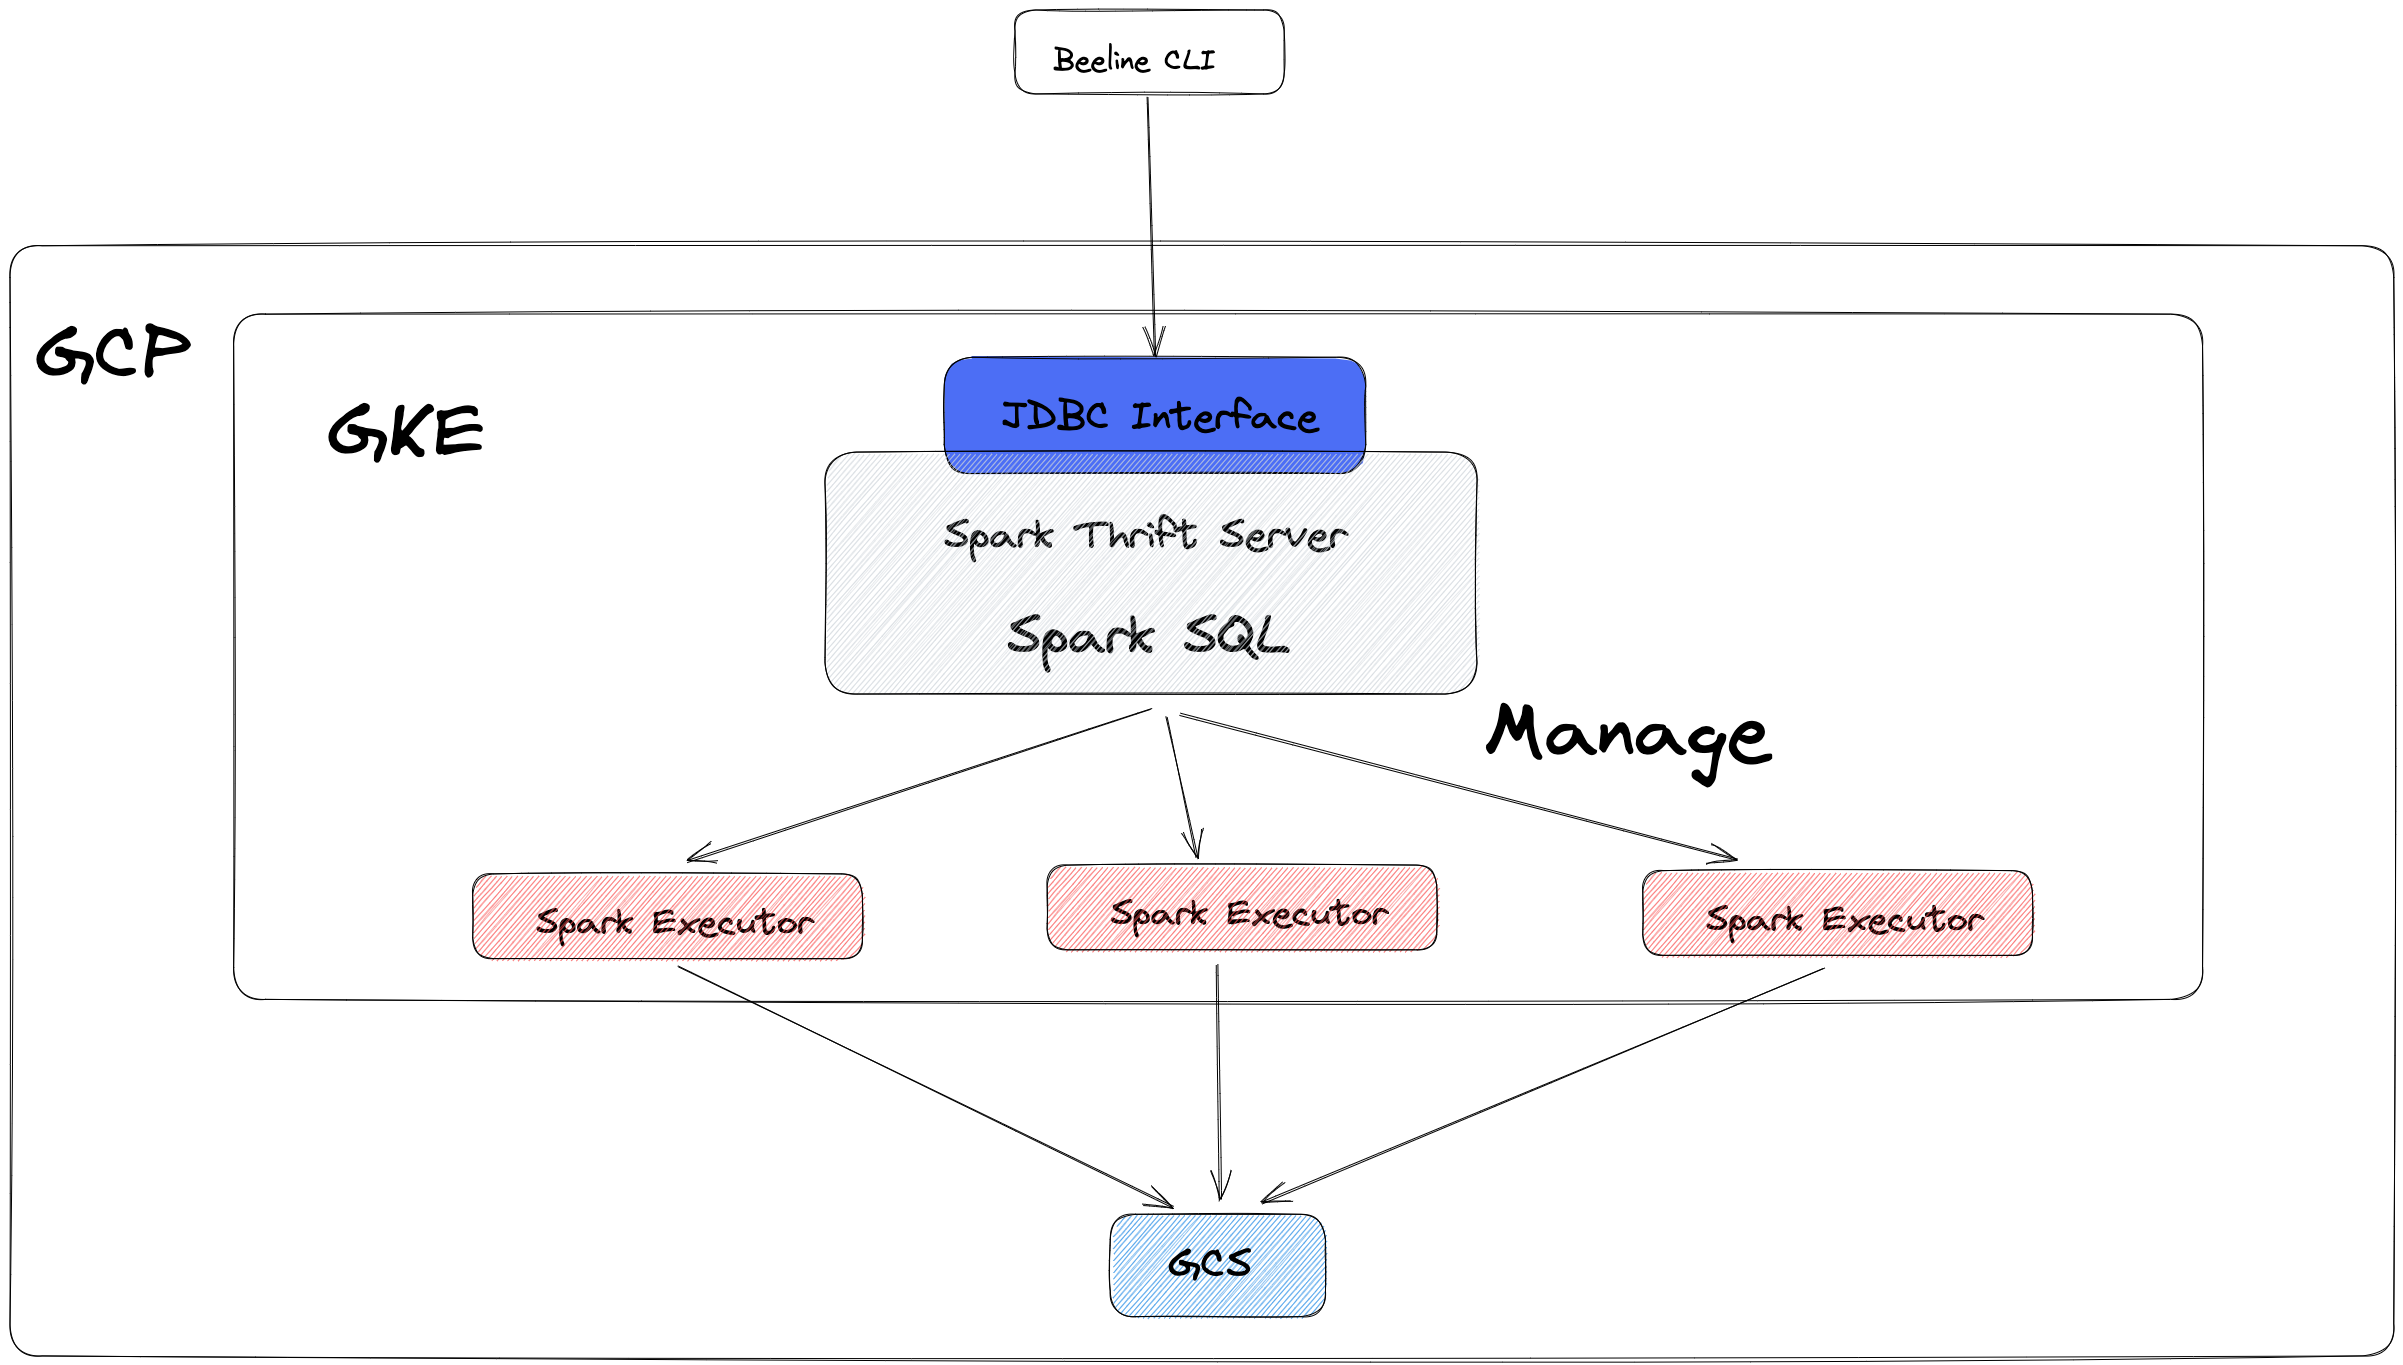 Beeline CLI
GCP
GKE
JDBC Interface
Spark Thrift Server
Spark SQL
Manage
Spark Executor
Spark Executor
Spark Executor
GCS